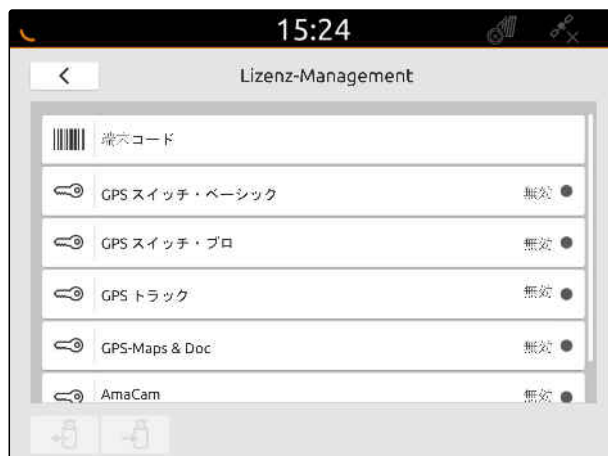 15:24
Lizenz-Management
端末コード
GPS スイッチ・ベーシック 無効
GPS スイッチ・プロ 無効
GPS トラック 無効
GPS-Maps & Doc 無効
AmaCam 無効